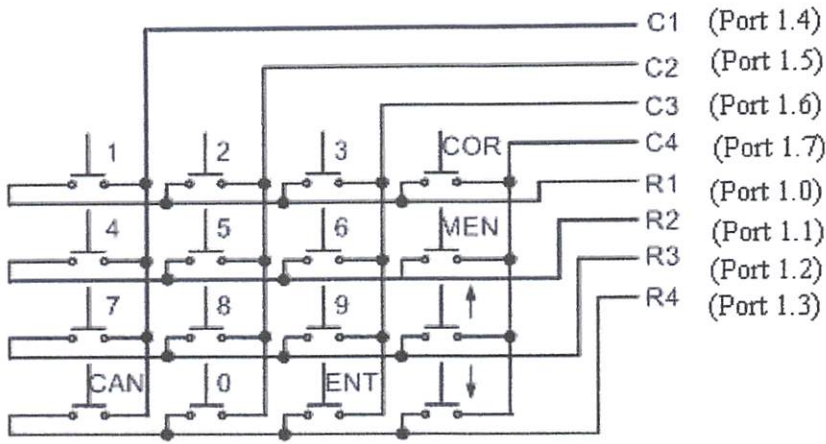 C1 (Port 1.4)
C2 (Port 1.5)
C3 (Port 1.6)
1 2 3 COR C4 (Port 1.7)
R1 (Port 1.0)
4 5 6 MEN R2 (Port 1.1)
R3 (Port 1.2)
7 8 9 ↑ R4 (Port 1.3)
CAN 0 ENT ↓